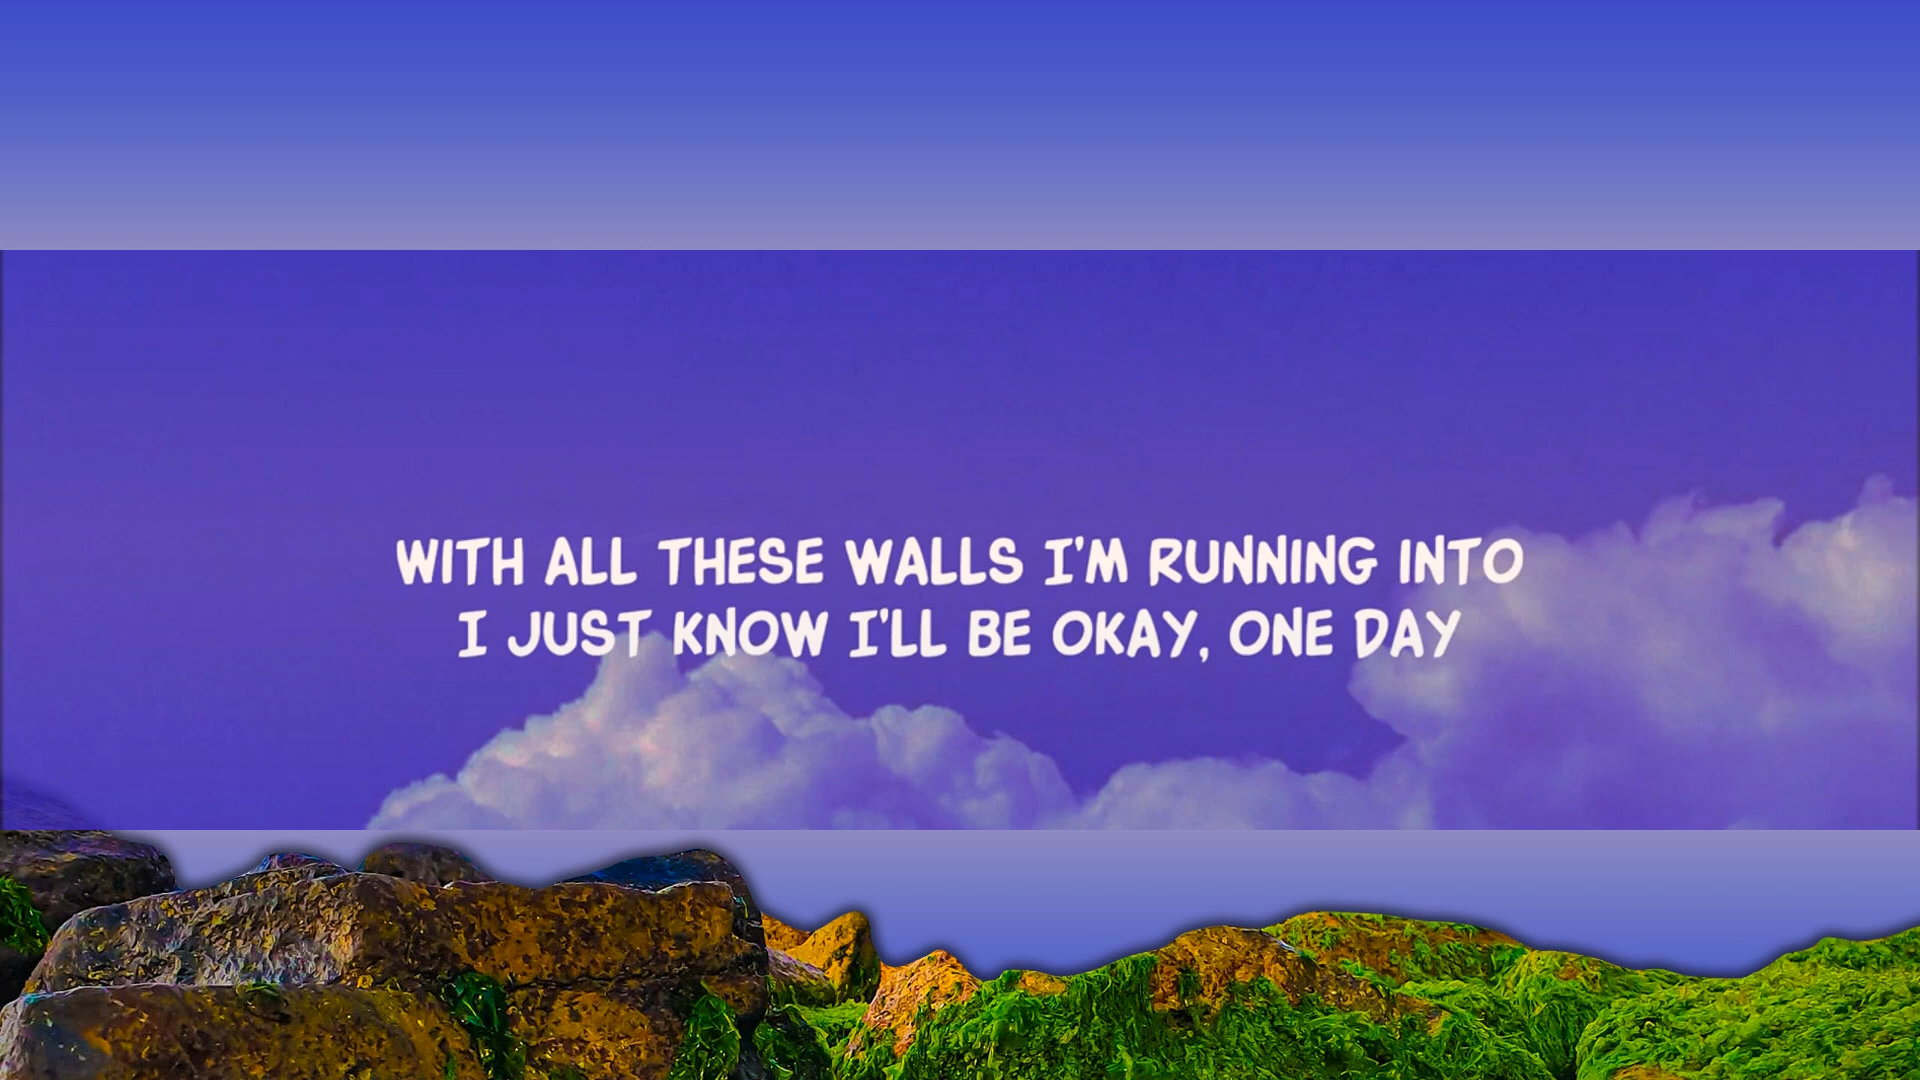 WITH ALL THESE WALLS I'M RUNNING INTO
I JUST KNOW I'LL BE OKAY, ONE DAY